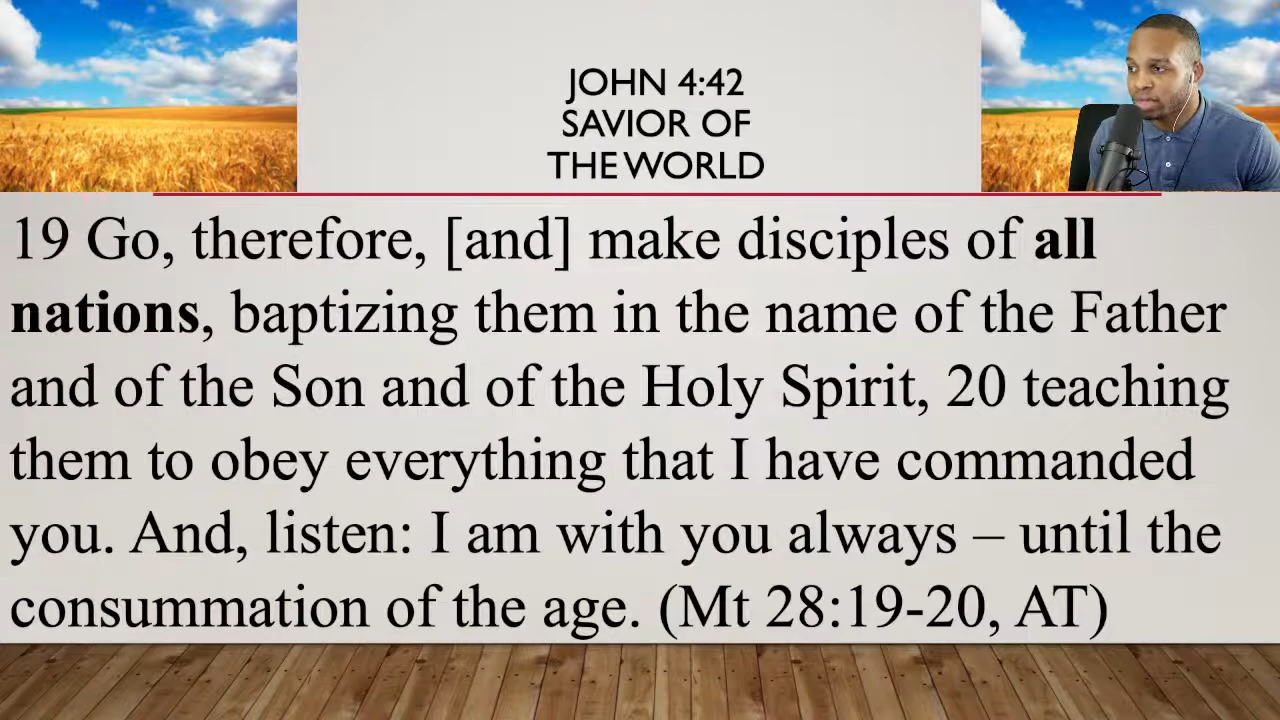 JOHN 4:42
SAVIOR OF
THE WORLD
19 Go, therefore, [and] make disciples of all
nations, baptizing them in the name of the Father
and of the Son and of the Holy Spirit, 20 teaching
them to obey everything that I have commanded
you. And, listen: I am with you always – until the
consummation of the age. (Mt 28:19-20, AT)